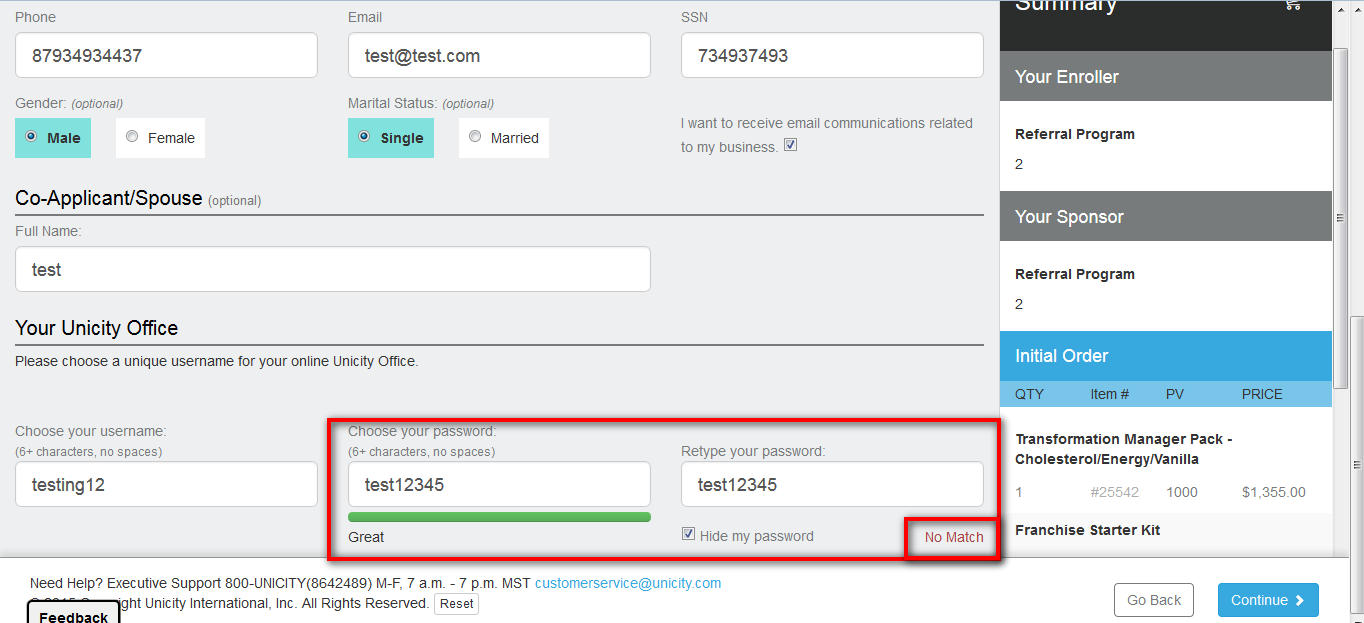 Phone
Email
SSN
87934934437
test@test.com
734937493
Gender: (optional)
Marital Status: (optional)
Male
Female
Single
Married
I want to receive email communications related
to my business.
Co-Applicant/Spouse (optional)
Full Name:
test
Your Unicity Office
Please choose a unique username for your online Unicity Office.
Choose your username:
(6+ characters, no spaces)
testing12
Choose your password:
(6+ characters, no spaces)
test12345
Great
Retype your password:
test12345
Hide my password
No Match
Summary
Your Enroller
Referral Program
2
Your Sponsor
Referral Program
2
Initial Order
QTY Item # PV PRICE
Transformation Manager Pack -
Cholesterol/Energy/Vanilla
1 #25542 1000 $1,355.00
Franchise Starter Kit
Need Help? Executive Support 800-UNICITY(8642489) M-F, 7 a.m. - 7 p.m. MST customerservice@unicity.com
Unicity International, Inc. All Rights Reserved. Reset
Feedback
Go Back
Continue